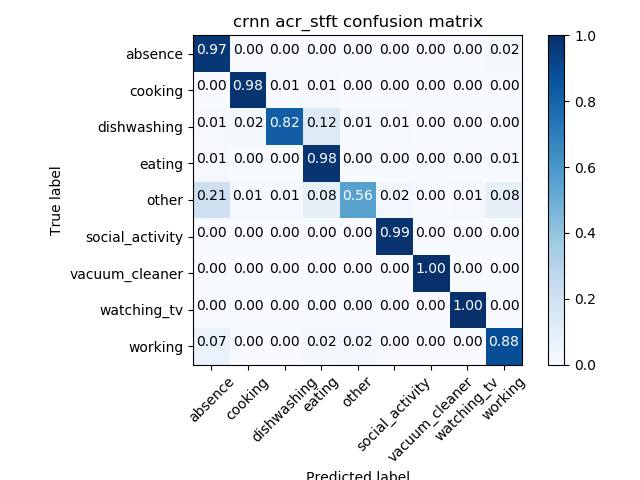 crnn acr_stft confusion matrix
True label
absence 0.97 0.00 0.00 0.00 0.00 0.00 0.00 0.00 0.02
cooking 0.00 0.98 0.01 0.01 0.00 0.00 0.00 0.00 0.00
dishwashing 0.01 0.02 0.82 0.12 0.01 0.01 0.00 0.00 0.00
eating 0.01 0.00 0.00 0.98 0.00 0.00 0.00 0.00 0.01
other 0.21 0.01 0.01 0.08 0.56 0.02 0.00 0.01 0.08
social_activity 0.00 0.00 0.00 0.00 0.00 0.99 0.00 0.00 0.00
vacuum_cleaner 0.00 0.00 0.00 0.00 0.00 0.00 1.00 0.00 0.00
watching_tv 0.00 0.00 0.00 0.00 0.00 0.00 0.00 1.00 0.00
working 0.07 0.00 0.00 0.02 0.02 0.00 0.00 0.00 0.88
absence cooking dishwashing eating other social_activity vacuum_cleaner watching_tv working
Predicted label
1.0
0.8
0.6
0.4
0.2
0.0